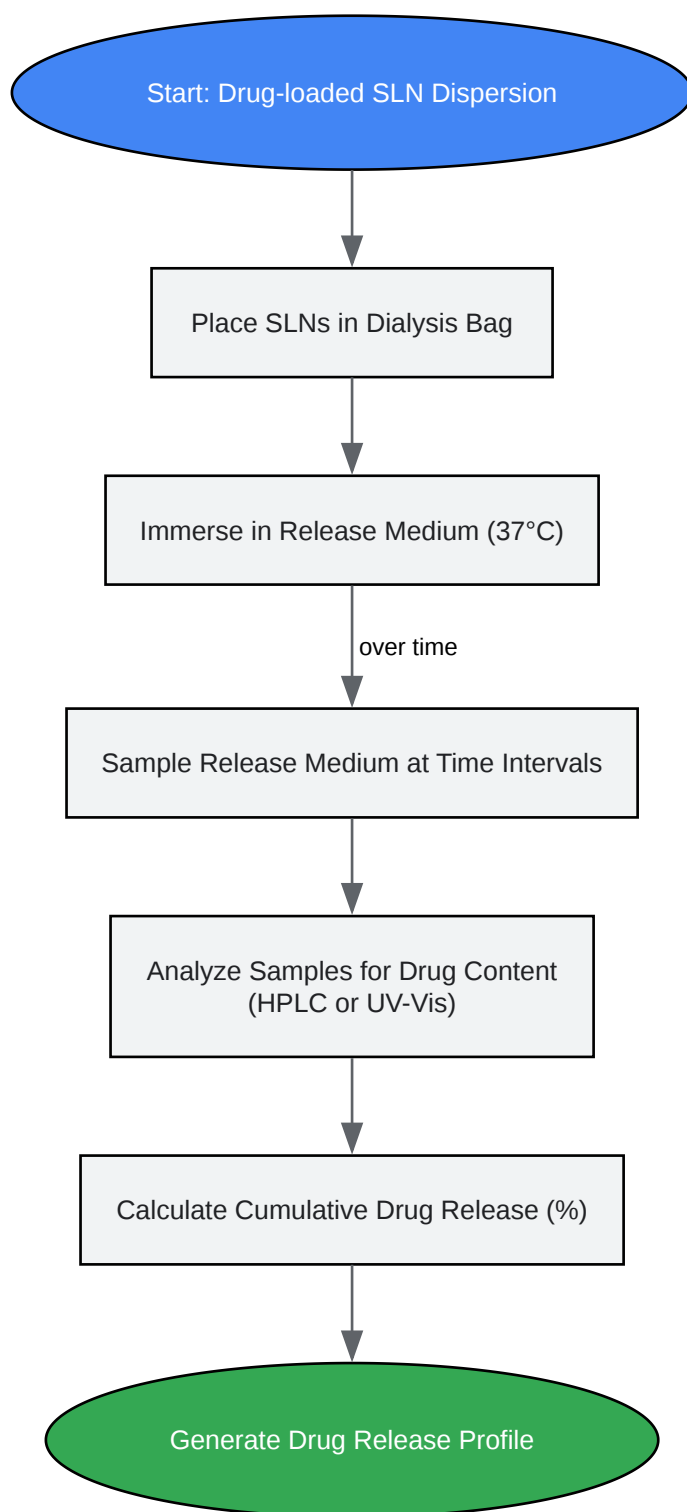 Start: Drug-loaded SLN Dispersion
Place SLNs in Dialysis Bag
Immerse in Release Medium (37°C)
over time
Sample Release Medium at Time Intervals
Analyze Samples for Drug Content
(HPLC or UV-Vis)
Calculate Cumulative Drug Release (%)
Generate Drug Release Profile